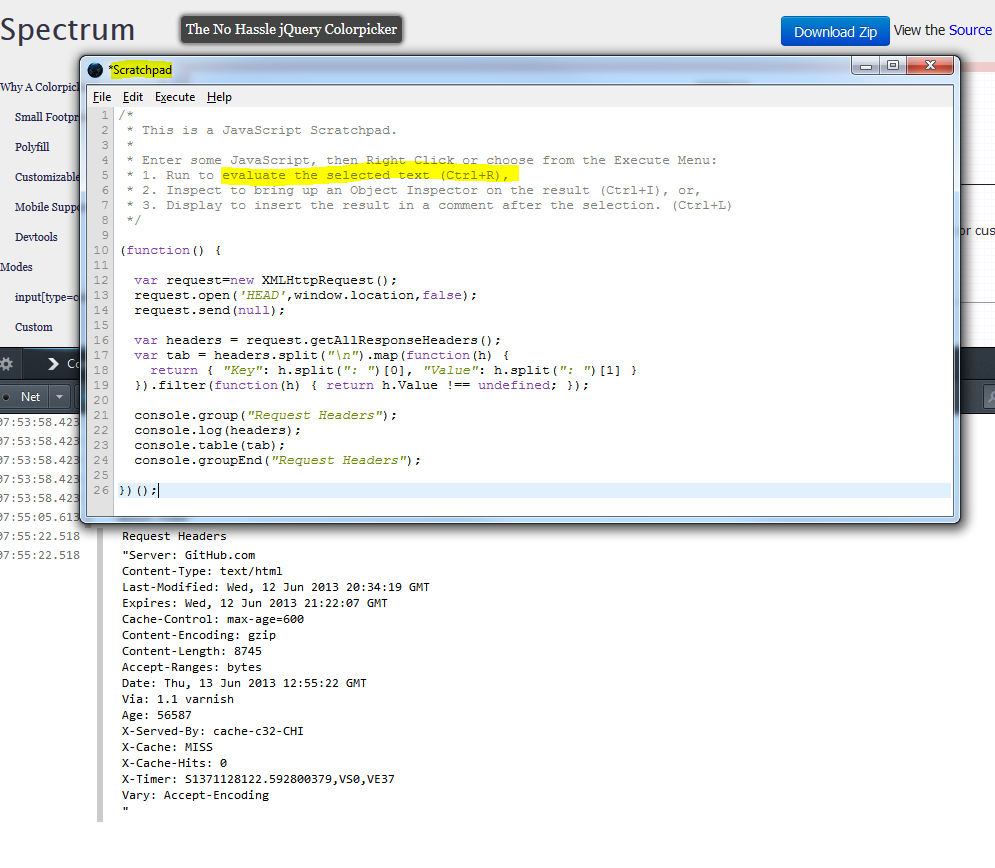 Spectrum
The No Hassle jQuery Colorpicker
Download Zip
View the Source
Why A Colorpick
Small Footpr
Polyfill
Customizable
Mobile Suppo
Devtools
Modes
input[type=c
Custom
or cus
*Scratchpad
File Edit Execute Help
1 /*
2 * This is a JavaScript Scratchpad.
3 *
4 * Enter some JavaScript, then Right Click or choose from the Execute Menu:
5 * 1. Run to evaluate the selected text (Ctrl+R),
6 * 2. Inspect to bring up an Object Inspector on the result (Ctrl+I), or,
7 * 3. Display to insert the result in a comment after the selection. (Ctrl+L)
8 */
9
10 (function() {
11
12 var request=new XMLHttpRequest();
13 request.open('HEAD',window.location,false);
14 request.send(null);
15
16 var headers = request.getAllResponseHeaders();
17 var tab = headers.split("\n").map(function(h) {
18 return { "Key": h.split(": ")[0], "Value": h.split(": ")[1] }
19 }).filter(function(h) { return h.Value !== undefined; });
20
21 console.group("Request Headers");
22 console.log(headers);
23 console.table(tab);
24 console.groupEnd("Request Headers");
25
26 })();
Co
Net
07:53:58.423
07:53:58.423
07:53:58.423
07:53:58.423
07:53:58.423
07:55:05.613
07:55:22.518 Request Headers
07:55:22.518 "Server: GitHub.com
Content-Type: text/html
Last-Modified: Wed, 12 Jun 2013 20:34:19 GMT
Expires: Wed, 12 Jun 2013 21:22:07 GMT
Cache-Control: max-age=600
Content-Encoding: gzip
Content-Length: 8745
Accept-Ranges: bytes
Date: Thu, 13 Jun 2013 12:55:22 GMT
Via: 1.1 varnish
Age: 56587
X-Served-By: cache-c32-CHI
X-Cache: MISS
X-Cache-Hits: 0
X-Timer: S1371128122.592800379,VS0,VE37
Vary: Accept-Encoding
"